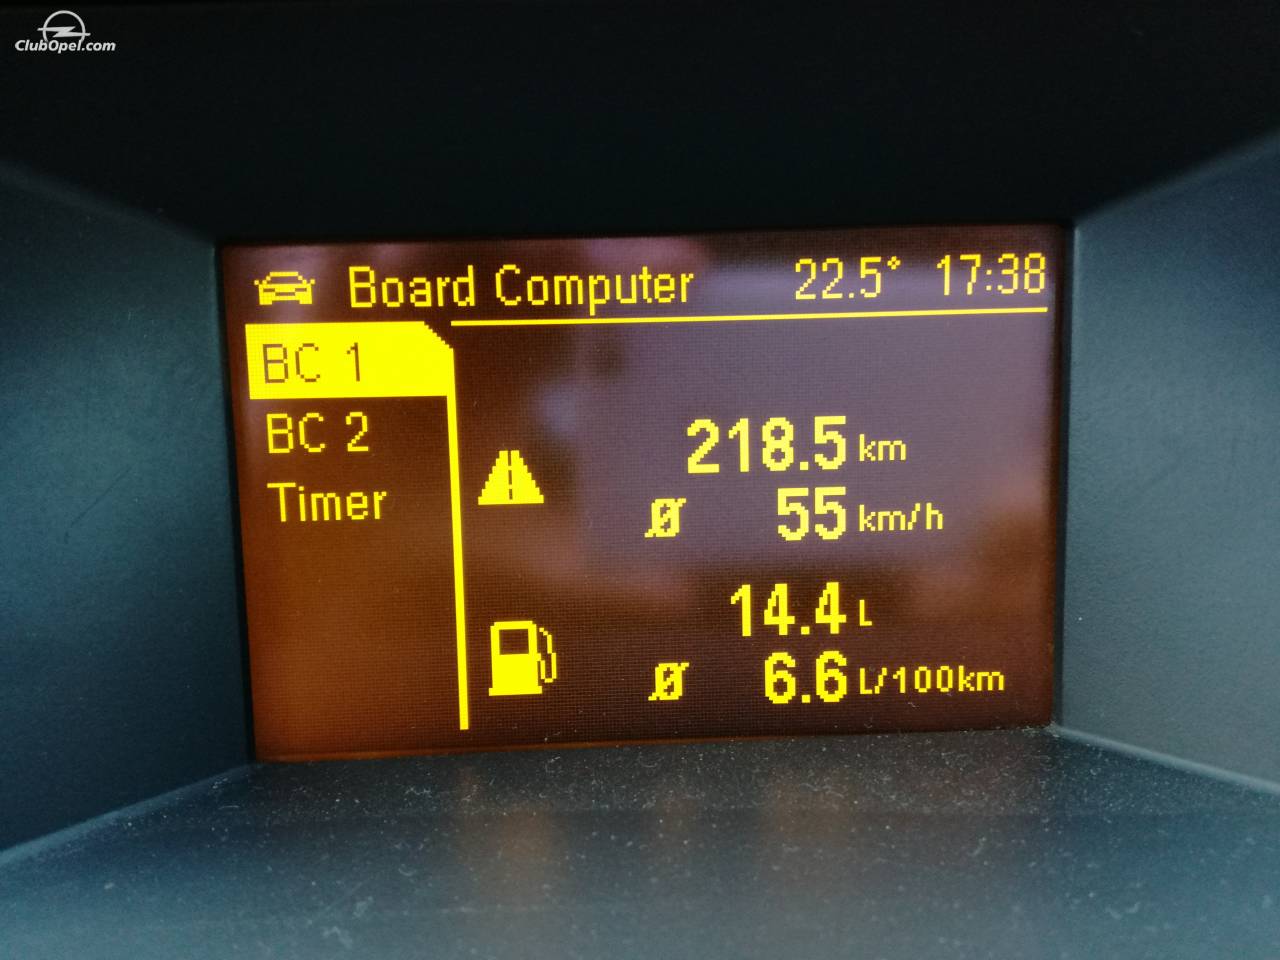 ClubOpel.com
Board Computer 22.5° 17:38
BC 1
BC 2
Timer
218.5 km
Ø 55 km/h
14.4 L
Ø 6.6 L/100km